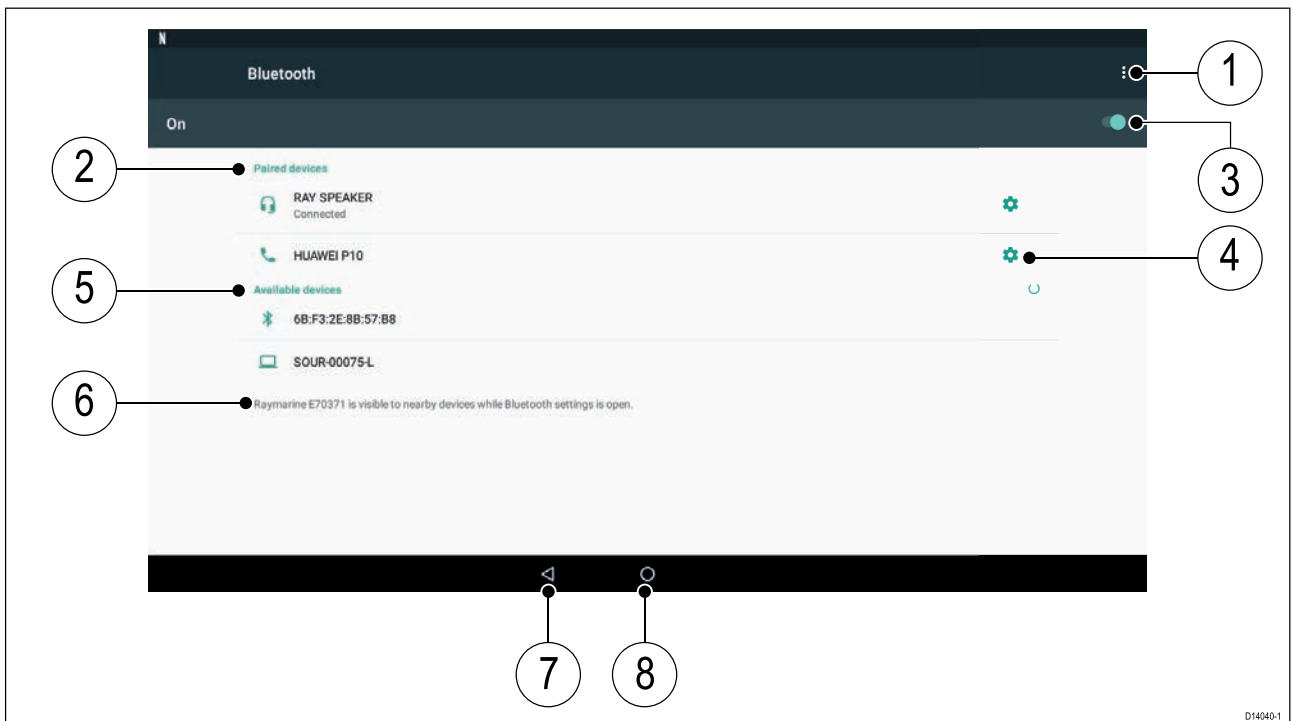 N
Bluetooth
1
On
3
2
Paired devices
RAY SPEAKER
Connected
HUAWEI P10
4
5
Available devices
6B:F3:2E:8B:57:B8
SOUR-00075-L
6
Raymarine E70371 is visible to nearby devices while Bluetooth settings is open.
7
8
D14040-1